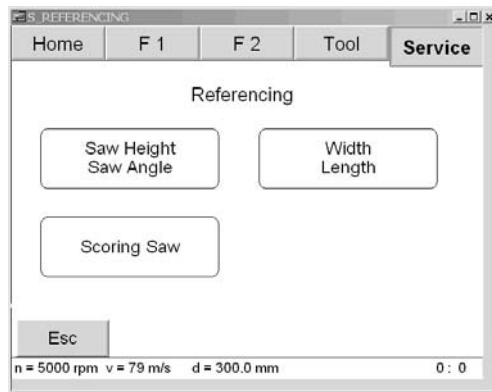 S_REFERENCING
Home F 1 F 2 Tool Service
Referencing
Saw Height
Saw Angle
Width
Length
Scoring Saw
Esc
n = 5000 rpm v = 79 m/s d = 300.0 mm 0 : 0